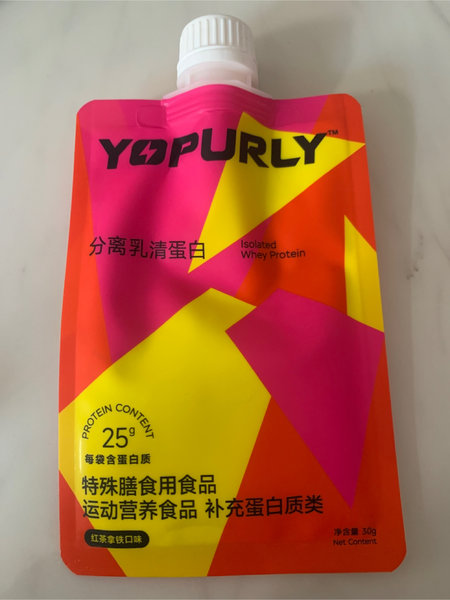 YOPURLY™
分离乳清蛋白
Isolated
Whey Protein
PROTEIN CONTENT
25g
每袋含蛋白质
特殊膳食用食品
运动营养食品 补充蛋白质类
红茶拿铁口味
净含量: 30g
Net Content